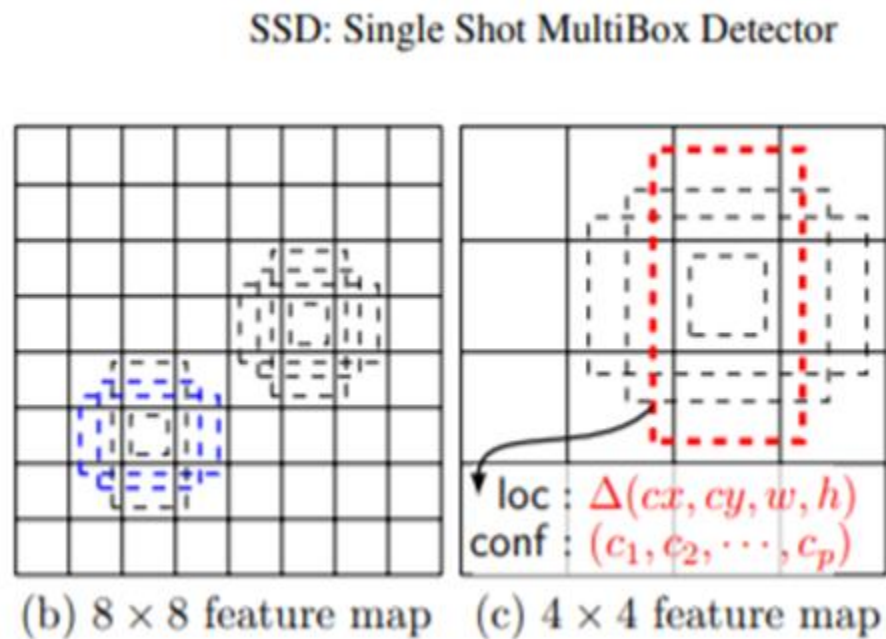 SSD: Single Shot MultiBox Detector
loc : Δ(cx, cy, w, h)
conf : (c₁, c₂, ⋯, cₚ)
(b) 8 × 8 feature map
(c) 4 × 4 feature map